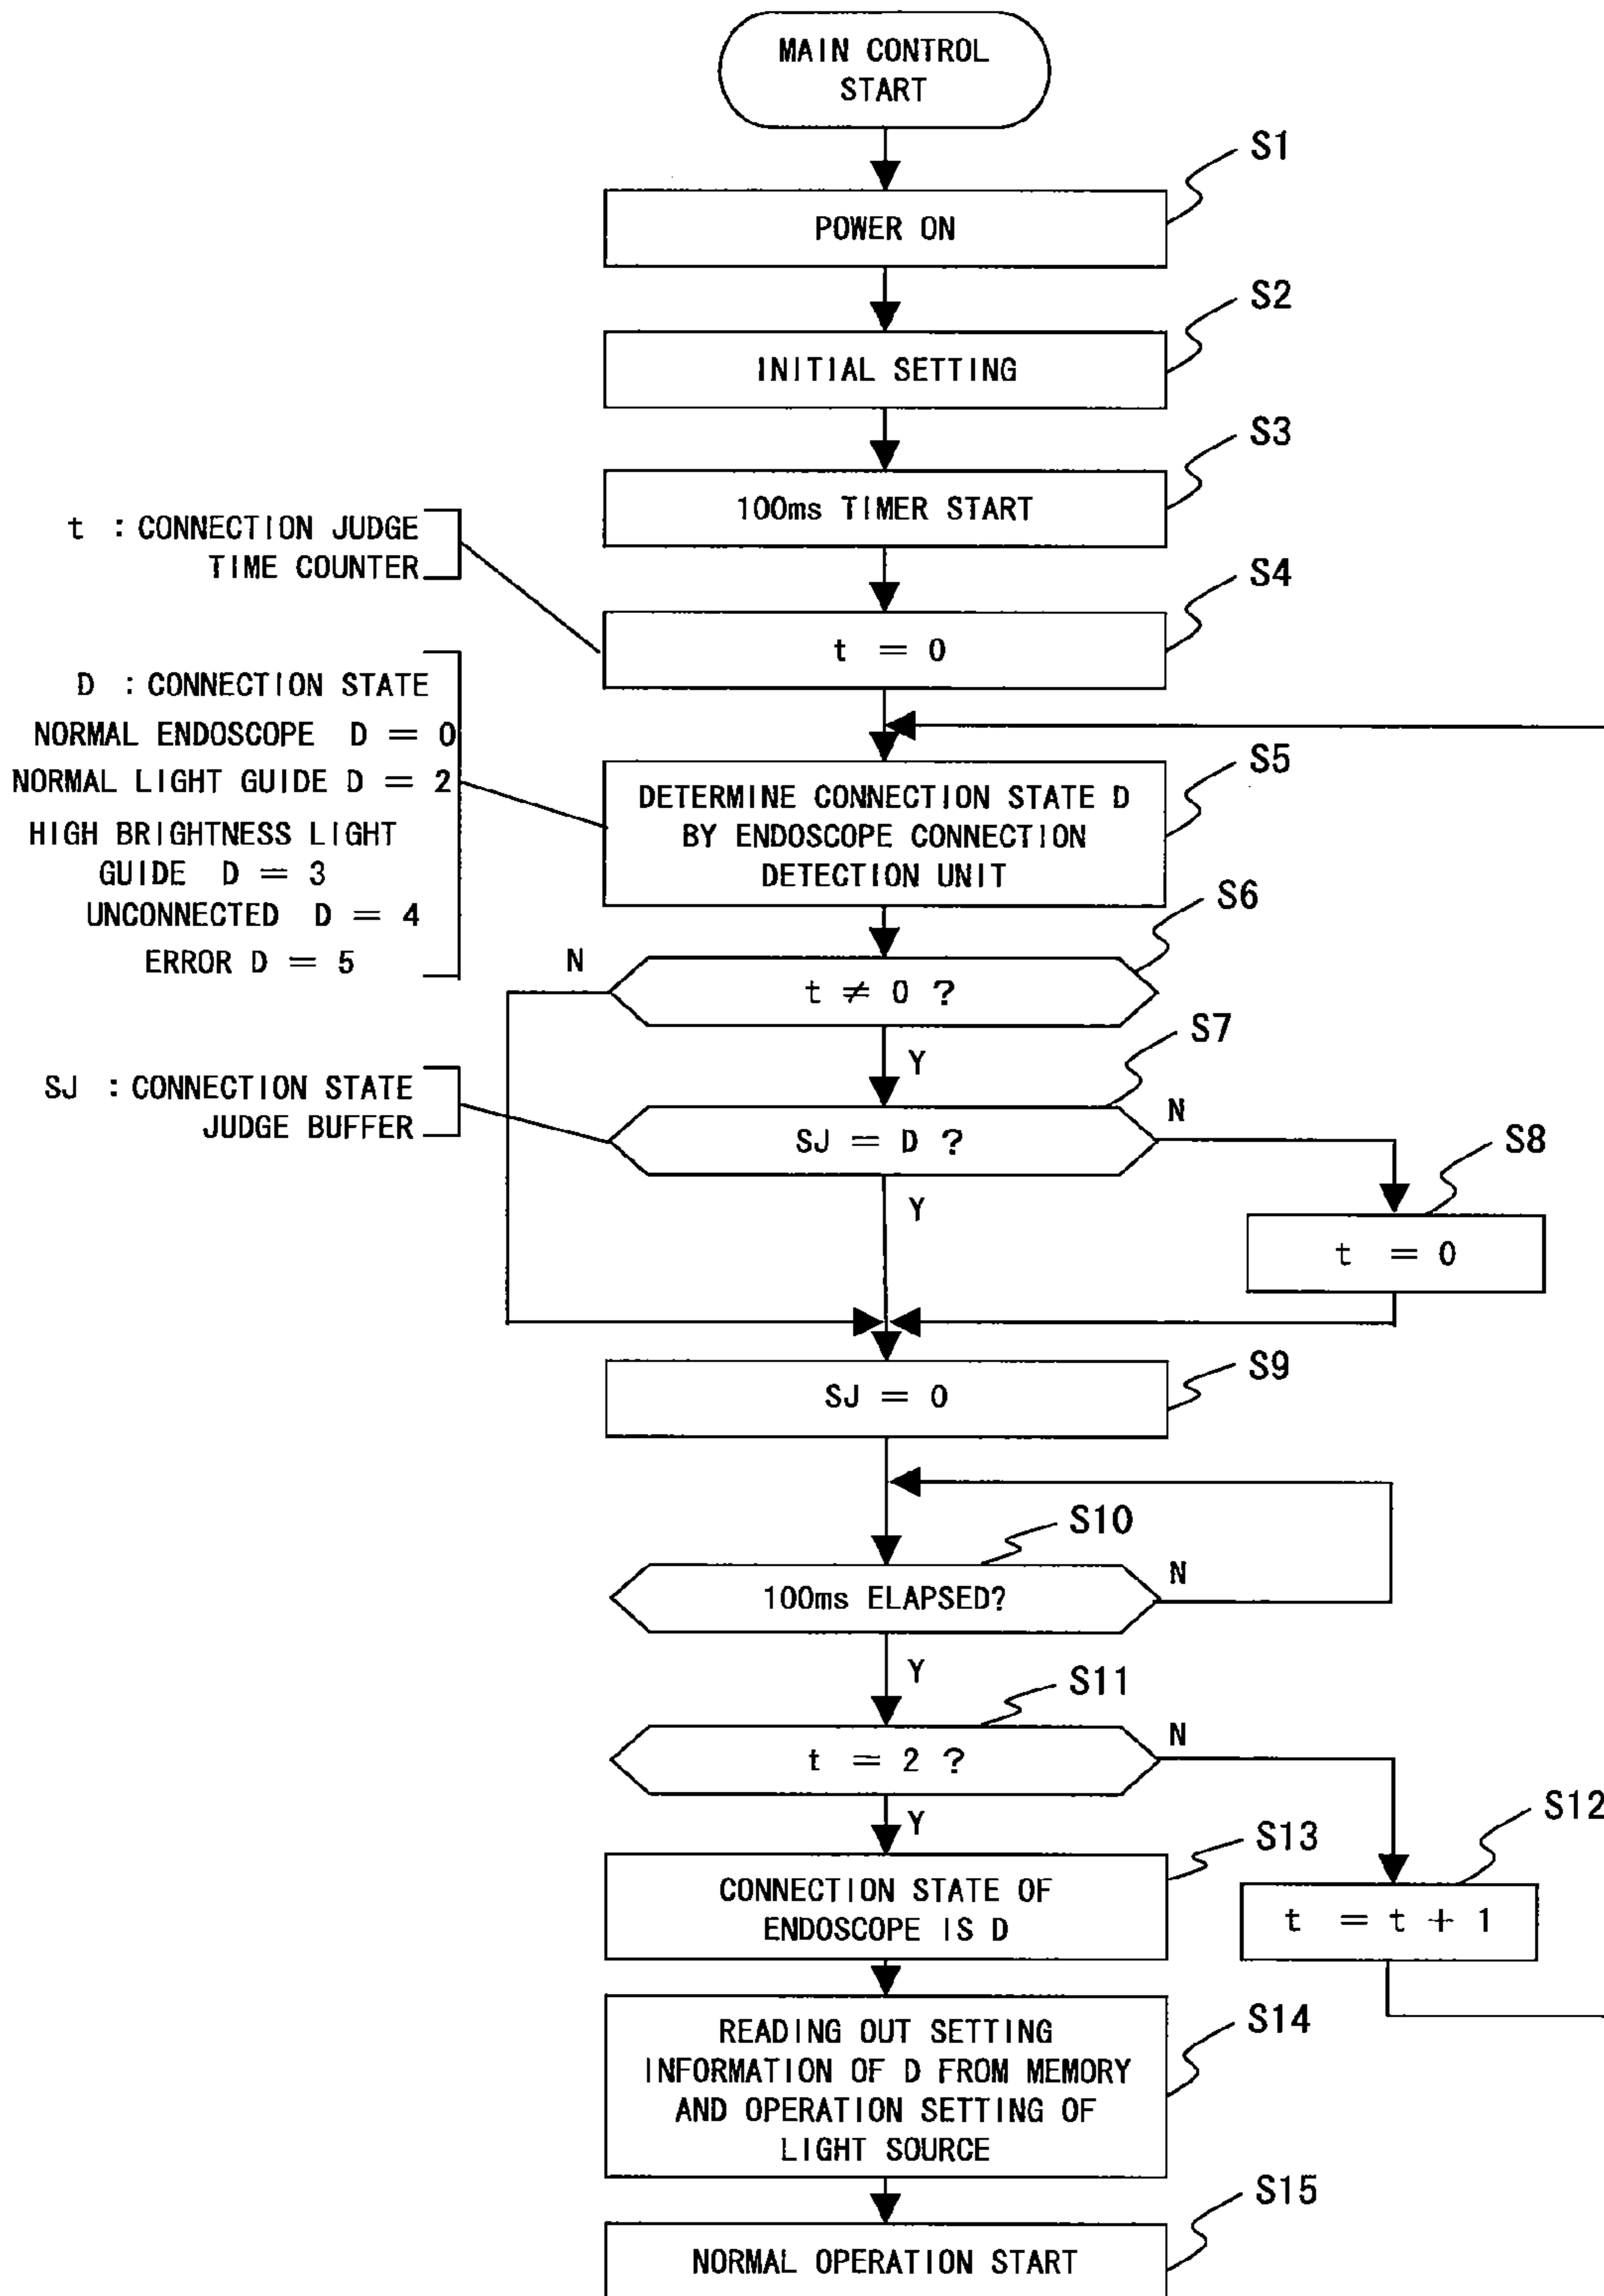 MAIN CONTROL
START
S1
POWER ON
S2
INITIAL SETTING
S3
100ms TIMER START
t : CONNECTION JUDGE
TIME COUNTER
S4
t = 0
D : CONNECTION STATE
NORMAL ENDOSCOPE D = 0
NORMAL LIGHT GUIDE D = 2
HIGH BRIGHTNESS LIGHT
GUIDE D = 3
UNCONNECTED D = 4
ERROR D = 5
S5
DETERMINE CONNECTION STATE D
BY ENDOSCOPE CONNECTION
DETECTION UNIT
S6
N
t ≠ 0 ?
Y
S7
SJ : CONNECTION STATE
JUDGE BUFFER
SJ = D ?
N
Y
S8
t = 0
S9
SJ = 0
S10
100ms ELAPSED?
N
Y
S11
t = 2 ?
N
Y
S12
t = t + 1
S13
CONNECTION STATE OF
ENDOSCOPE IS D
S14
READING OUT SETTING
INFORMATION OF D FROM MEMORY
AND OPERATION SETTING OF
LIGHT SOURCE
S15
NORMAL OPERATION START